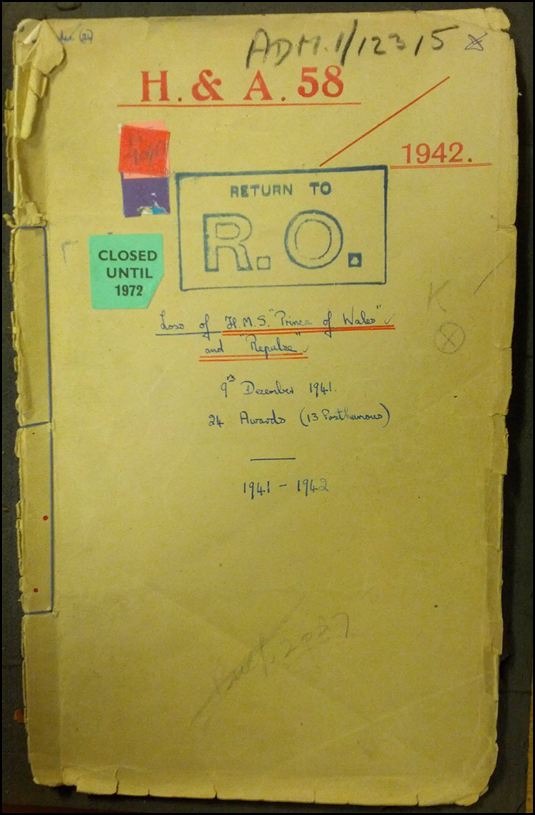 ADM.1/12315
H. & A. 58
1942.
RETURN TO
R.O.
CLOSED
UNTIL
1972
Loss of H.M.S. "Prince of Wales"
and "Repulse"
9th December 1941.
24 Awards (13 Posthumous)
1941 - 1942
K